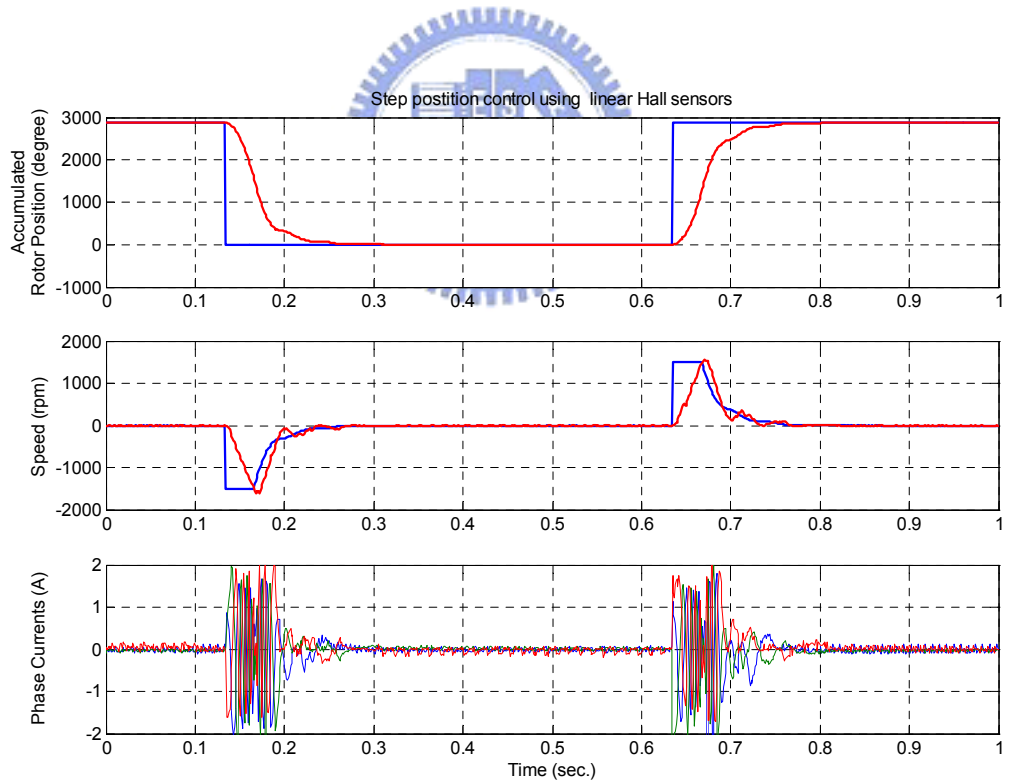 Step postition control using linear Hall sensors
Accumulated
Rotor Position (degree)
3000
2000
1000
0
-1000
0 0.1 0.2 0.3 0.4 0.5 0.6 0.7 0.8 0.9 1
Speed (rpm)
2000
1000
0
-1000
-2000
0 0.1 0.2 0.3 0.4 0.5 0.6 0.7 0.8 0.9 1
Phase Currents (A)
2
1
0
-1
-2
0 0.1 0.2 0.3 0.4 0.5 0.6 0.7 0.8 0.9 1
Time (sec.)